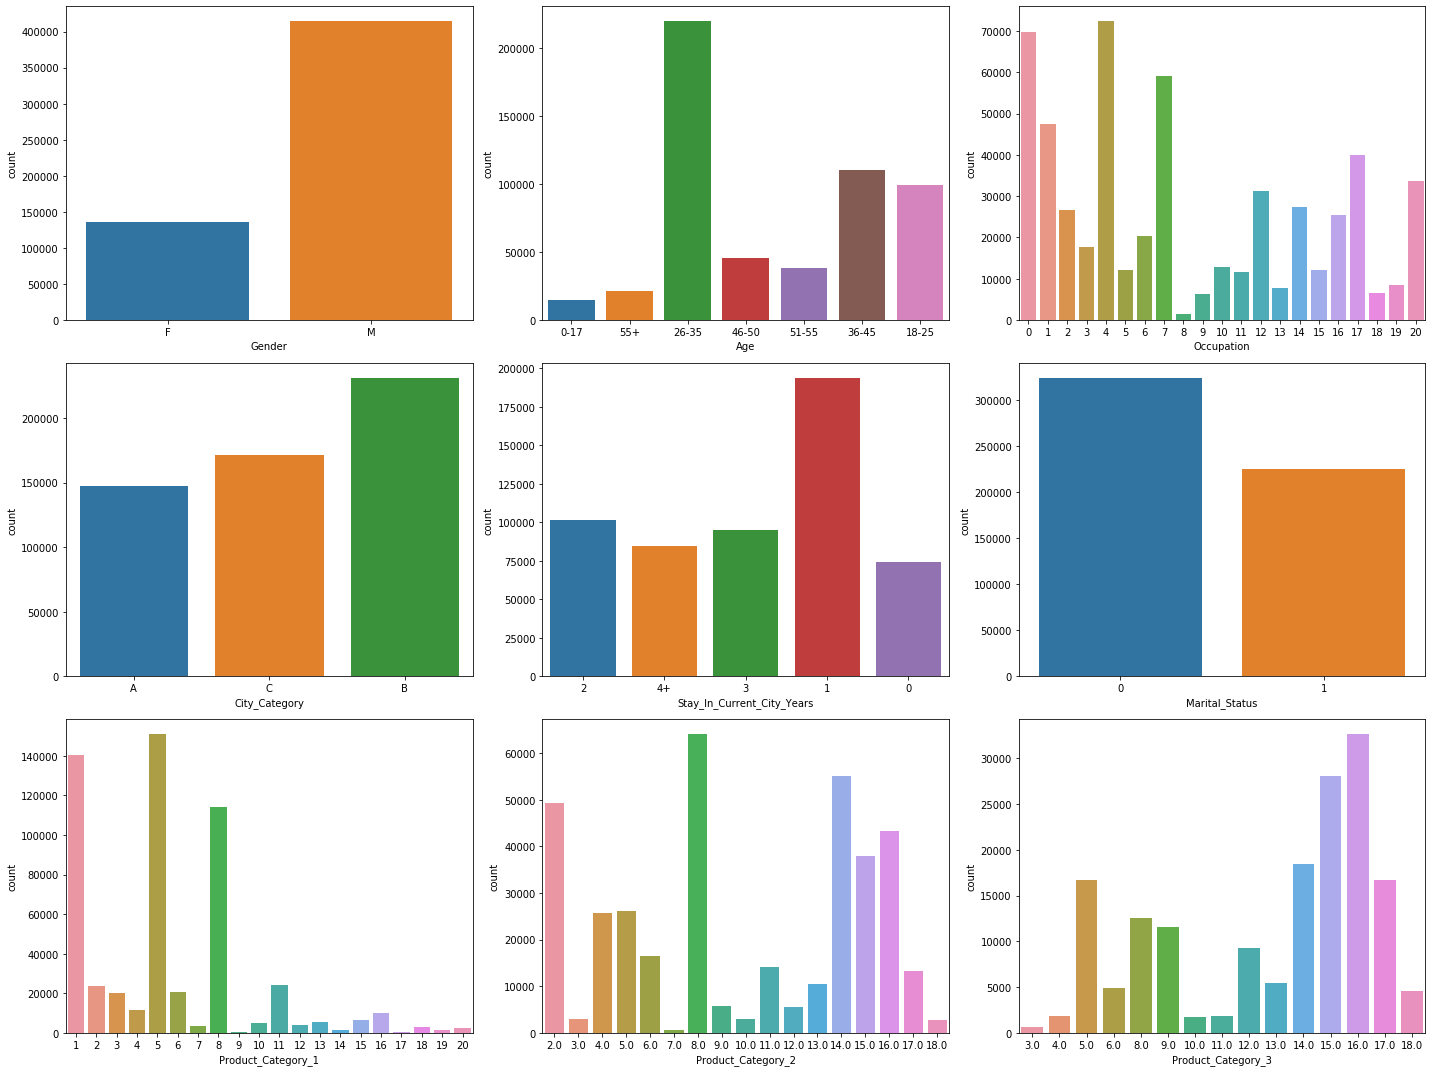 400000
350000
300000
250000
200000
150000
100000
50000
0
count
F M
Gender
200000
150000
100000
50000
0
count
0-17 55+ 26-35 46-50 51-55 36-45 18-25
Age
70000
60000
50000
40000
30000
20000
10000
0
count
0 1 2 3 4 5 6 7 8 9 10 11 12 13 14 15 16 17 18 19 20
Occupation
200000
150000
100000
50000
0
count
A C B
City_Category
200000
175000
150000
125000
100000
75000
50000
25000
0
count
2 4+ 3 1 0
Stay_In_Current_City_Years
300000
250000
200000
150000
100000
50000
0
count
0 1
Marital_Status
140000
120000
100000
80000
60000
40000
20000
0
count
1 2 3 4 5 6 7 8 9 10 11 12 13 14 15 16 17 18 19 20
Product_Category_1
60000
50000
40000
30000
20000
10000
0
count
2.0 3.0 4.0 5.0 6.0 7.0 8.0 9.0 10.0 11.0 12.0 13.0 14.0 15.0 16.0 17.0 18.0
Product_Category_2
30000
25000
20000
15000
10000
5000
0
count
3.0 4.0 5.0 6.0 8.0 9.0 10.0 11.0 12.0 13.0 14.0 15.0 16.0 17.0 18.0
Product_Category_3